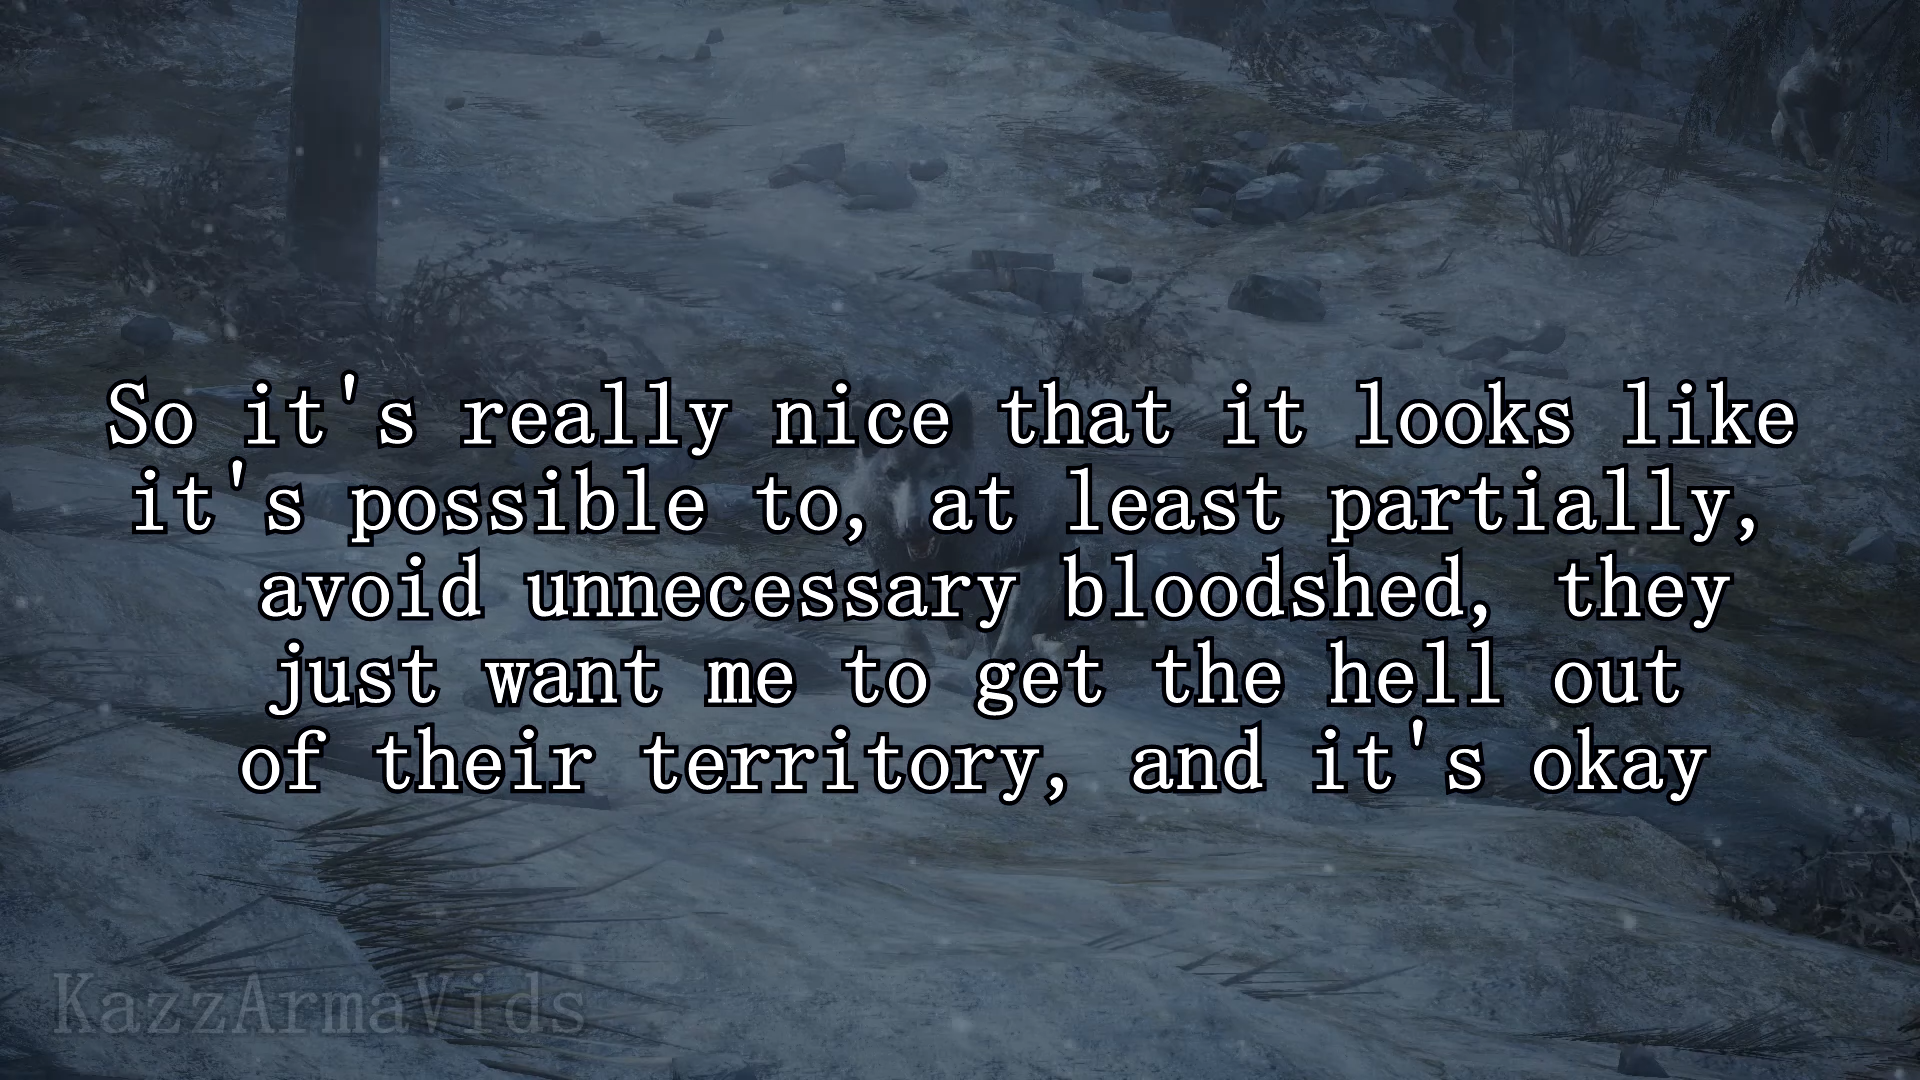 So it's really nice that it looks like
it's possible to, at least partially,
avoid unnecessary bloodshed, they
just want me to get the hell out
of their territory, and it's okay
KazzArmaVids